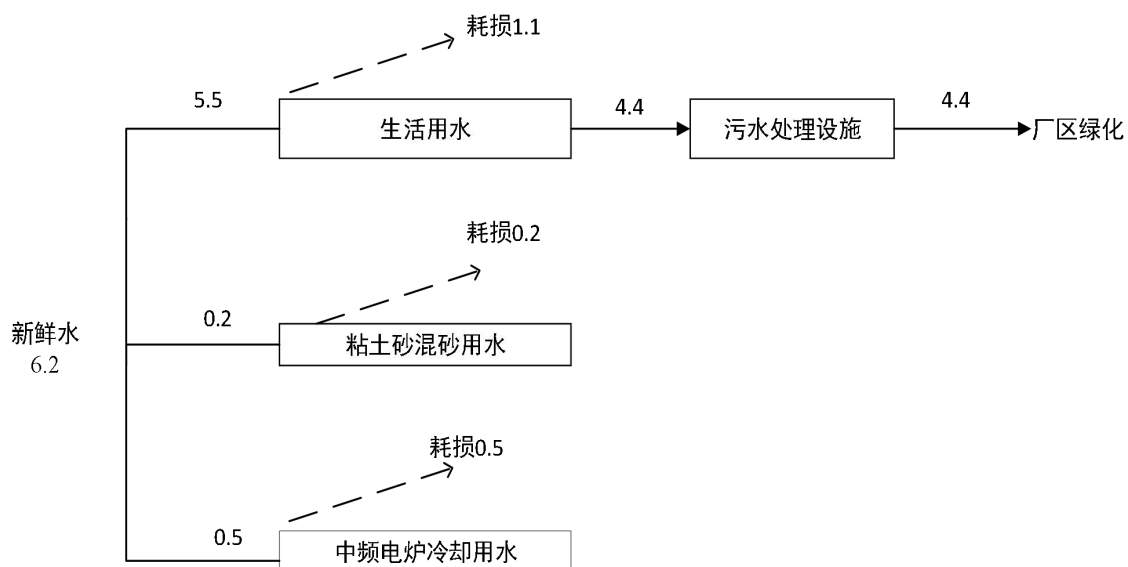 耗损1.1
5.5
生活用水
4.4
污水处理设施
4.4
厂区绿化
耗损0.2
新鲜水
6.2
0.2
粘土砂混砂用水
耗损0.5
0.5
中频电炉冷却用水